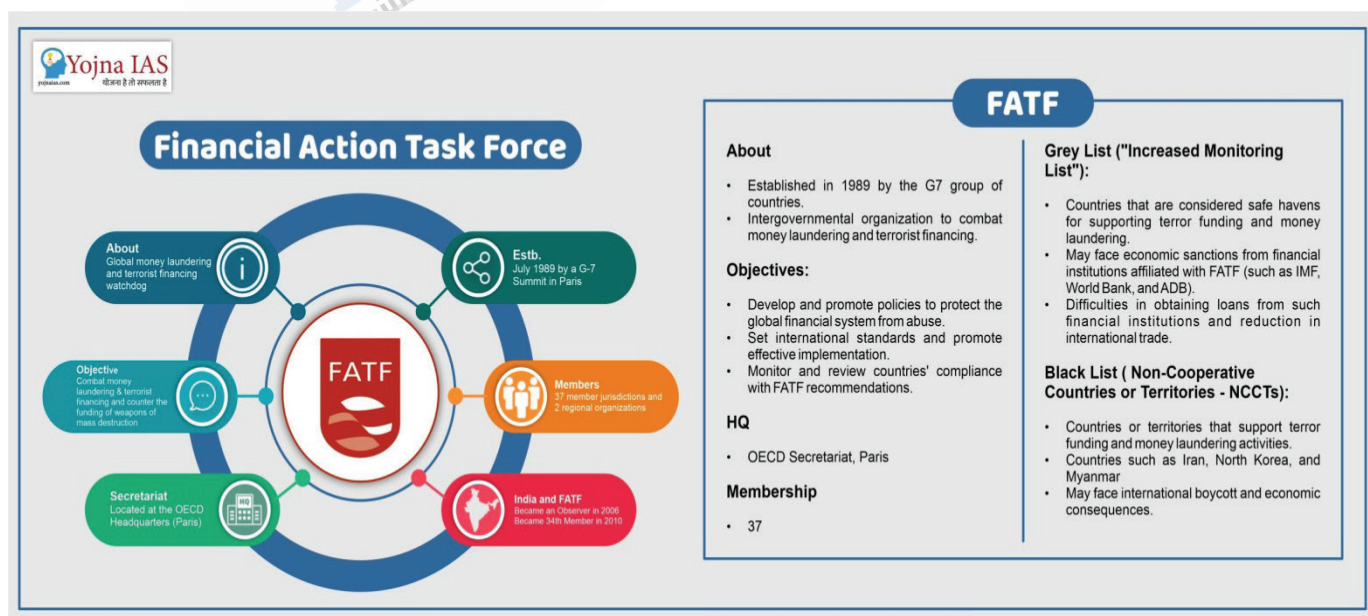 Yojna IAS
yojnaias.com
योजना है तो सफलता है
Financial Action Task Force
About
Global money laundering
and terrorist financing
watchdog
Estb.
July 1989 by a G-7
Summit in Paris
Objective
Combat money
laundering & terrorist
financing and counter the
funding of weapons of
mass destruction
FATF
Members
37 member jurisdictions and
2 regional organizations
Secretariat
Located at the OECD
Headquarters (Paris)
HQ
India and FATF
Became an Observer in 2006
Became 34th Member in 2010
FATF
About
• Established in 1989 by the G7 group of
countries.
• Intergovernmental organization to combat
money laundering and terrorist financing.
Objectives:
• Develop and promote policies to protect the
global financial system from abuse.
• Set international standards and promote
effective implementation.
• Monitor and review countries' compliance
with FATF recommendations.
HQ
• OECD Secretariat, Paris
Membership
• 37
Grey List ("Increased Monitoring
List"):
• Countries that are considered safe havens
for supporting terror funding and money
laundering.
• May face economic sanctions from financial
institutions affiliated with FATF (such as IMF,
World Bank, and ADB).
• Difficulties in obtaining loans from such
financial institutions and reduction in
international trade.
Black List ( Non-Cooperative
Countries or Territories - NCCTs):
• Countries or territories that support terror
funding and money laundering activities.
• Countries such as Iran, North Korea, and
Myanmar
• May face international boycott and economic
consequences.